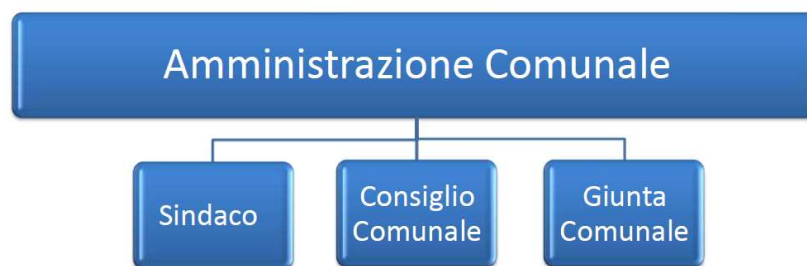 Amministrazione Comunale
Sindaco
Consiglio
Comunale
Giunta
Comunale